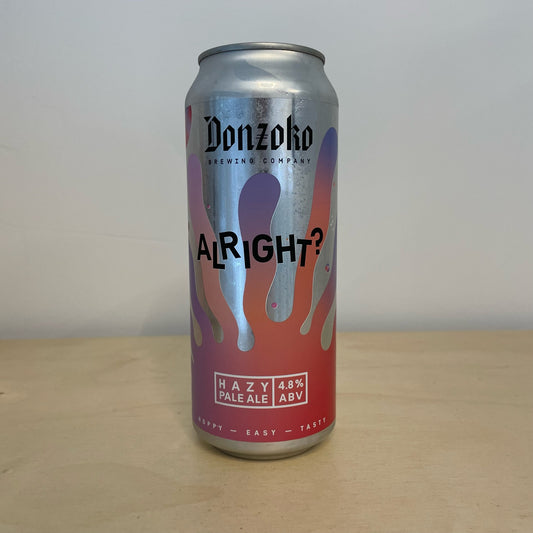 Donzoko
BREWING COMPANY
ALRIGHT?
HAZY PALE ALE
4.8% ABV
HOPPY — EASY — TASTY